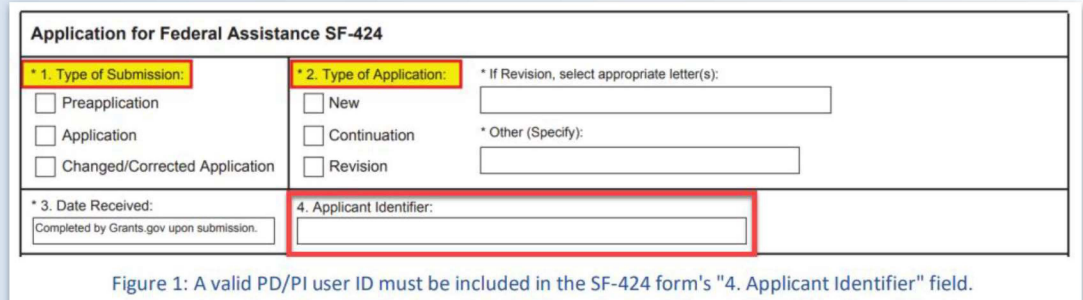 Application for Federal Assistance SF-424
* 1. Type of Submission:
Preapplication
Application
Changed/Corrected Application
* 2. Type of Application:
New
Continuation
Revision
* If Revision, select appropriate letter(s):
* Other (Specify):
* 3. Date Received:
Completed by Grants.gov upon submission.
4. Applicant Identifier:
Figure 1: A valid PD/PI user ID must be included in the SF-424 form's "4. Applicant Identifier" field.